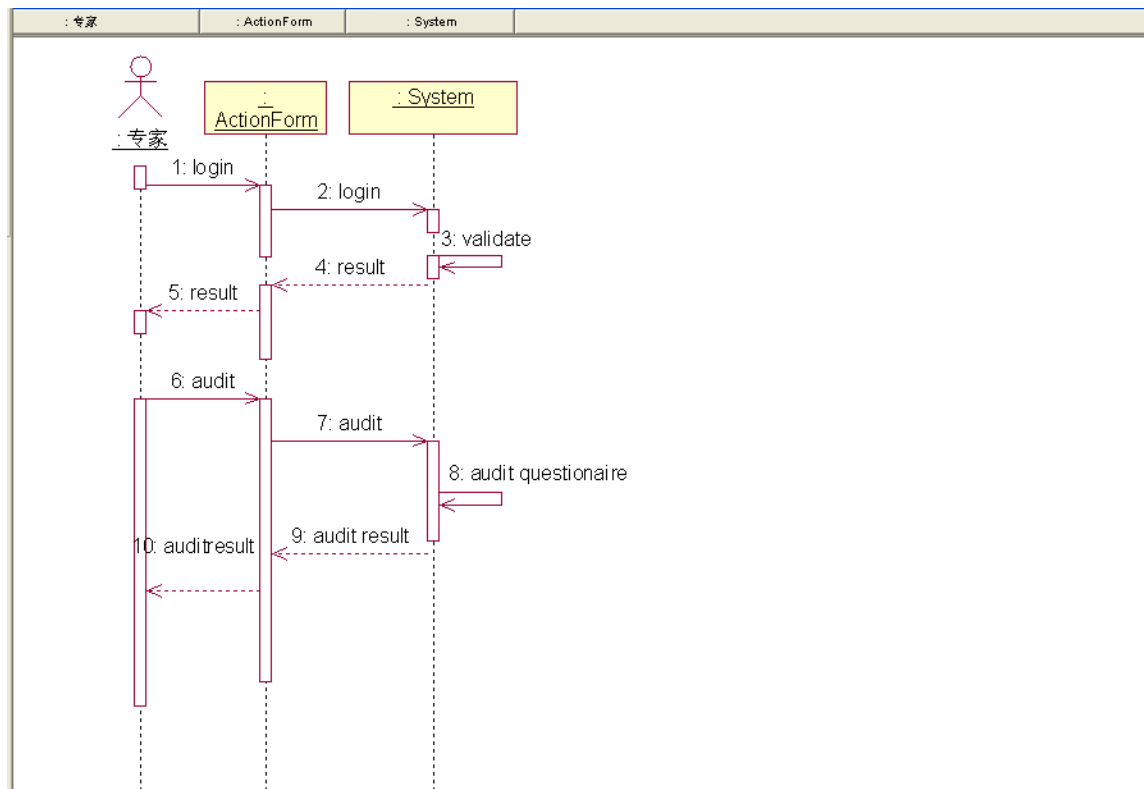 : 专家
: ActionForm
: System
: 专家
:
ActionForm
: System
1: login
2: login
3: validate
4: result
5: result
6: audit
7: audit
8: audit questionaire
9: audit result
10: auditresult